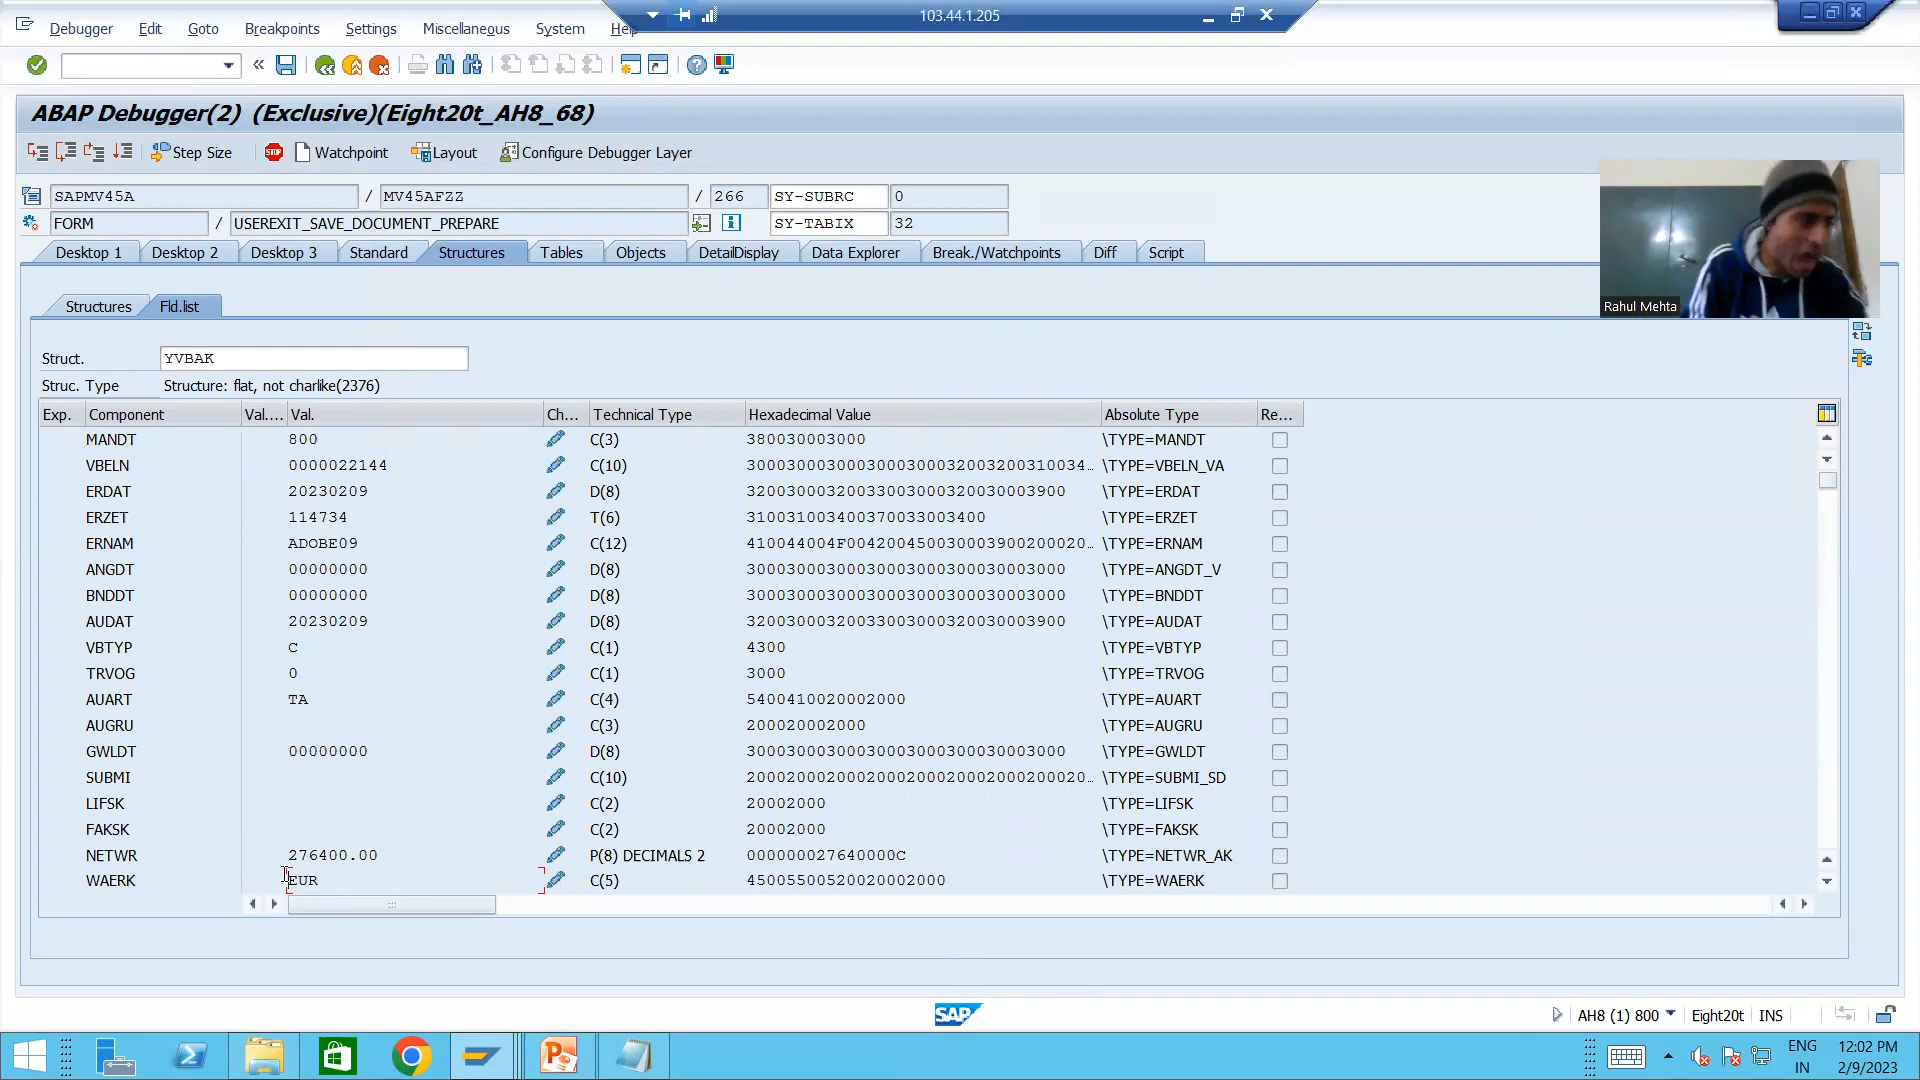 103.44.1.205
Debugger Edit Goto Breakpoints Settings Miscellaneous System Help
ABAP Debugger(2) (Exclusive)(Eight20t_AH8_68)
Step Size STOP Watchpoint Layout Configure Debugger Layer
SAPMV45A / MV45AFZZ / 266 SY-SUBRC 0
FORM / USEREXIT_SAVE_DOCUMENT_PREPARE SY-TABIX 32
Desktop 1 Desktop 2 Desktop 3 Standard Structures Tables Objects DetailDisplay Data Explorer Break./Watchpoints Diff Script
Rahul Mehta
Structures Fld.list
Struct. YVBAK
Struc. Type Structure: flat, not charlike(2376)
Exp. Component Val.... Val. Ch... Technical Type Hexadecimal Value Absolute Type Re...
MANDT 800 C(3) 380030003000 \TYPE=MANDT
VBELN 0000022144 C(10) 3000300030003000300032003200310034... \TYPE=VBELN_VA
ERDAT 20230209 D(8) 32003000320033003000320030003900 \TYPE=ERDAT
ERZET 114734 T(6) 310031003400370033003400 \TYPE=ERZET
ERNAM ADOBE09 C(12) 410044004F004200450030003900200020... \TYPE=ERNAM
ANGDT 00000000 D(8) 30003000300030003000300030003000 \TYPE=ANGDT_V
BNDDT 00000000 D(8) 30003000300030003000300030003000 \TYPE=BNDDT
AUDAT 20230209 D(8) 32003000320033003000320030003900 \TYPE=AUDAT
VBTYP C C(1) 4300 \TYPE=VBTYP
TRVOG 0 C(1) 3000 \TYPE=TRVOG
AUART TA C(4) 5400410020002000 \TYPE=AUART
AUGRU C(3) 200020002000 \TYPE=AUGRU
GWLDT 00000000 D(8) 30003000300030003000300030003000 \TYPE=GWLDT
SUBMI C(10) 2000200020002000200020002000200020... \TYPE=SUBMI_SD
LIFSK C(2) 20002000 \TYPE=LIFSK
FAKSK C(2) 20002000 \TYPE=FAKSK
NETWR 276400.00 P(8) DECIMALS 2 000000027640000C \TYPE=NETWR_AK
WAERK EUR C(5) 45005500520020002000 \TYPE=WAERK
SAP
AH8 (1) 800 Eight20t INS
ENG 12:02 PM
IN 2/9/2023